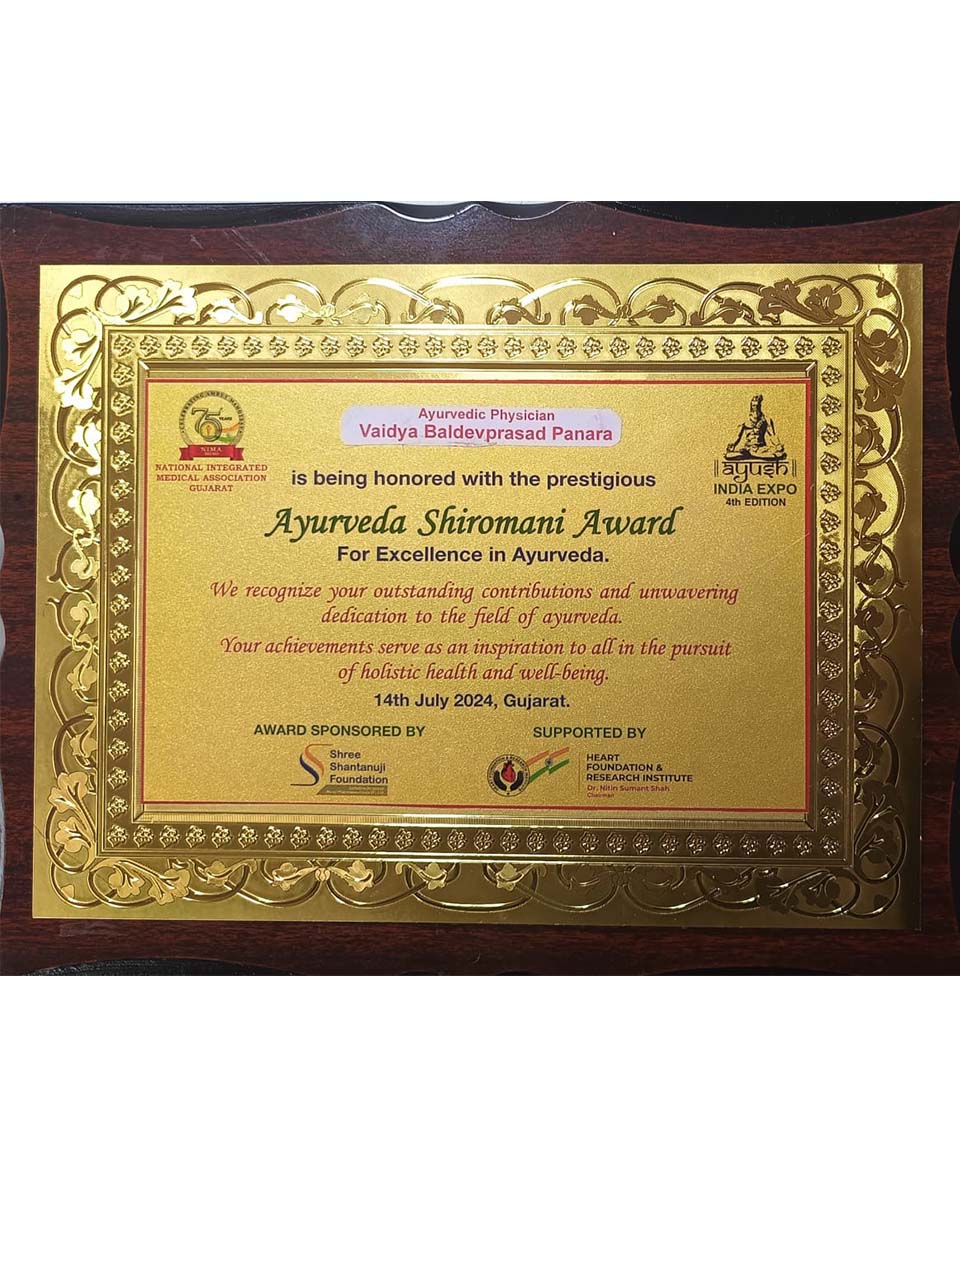 75 YEARS
NIMA
NATIONAL INTEGRATED
MEDICAL ASSOCIATION
GUJARAT
Ayurvedic Physician
Vaidya Baldevprasad Panara
ayush
INDIA EXPO
4th EDITION
is being honored with the prestigious
Ayurveda Shiromani Award
For Excellence in Ayurveda.
We recognize your outstanding contributions and unwavering
dedication to the field of ayurveda.
Your achievements serve as an inspiration to all in the pursuit
of holistic health and well-being.
14th July 2024, Gujarat.
AWARD SPONSORED BY
Shree
Shantanuji
Foundation
SUPPORTED BY
HEART
FOUNDATION &
RESEARCH INSTITUTE
Dr. Nitin Sumant Shah
Chairman